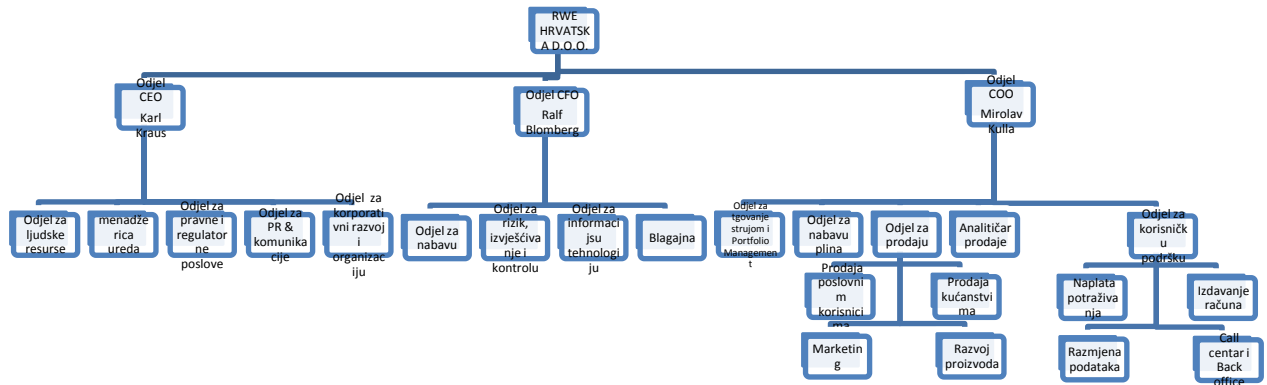 RWE
HRVATSK
A D.O.O.
Odjel
CEO
Karl
Kraus
Odjel CFO
Ralf
Blomberg
Odjel
COO
Mirolav
Kulla
Odjel za
ljudske
resurse
menadže
rica
ureda
Odjel za
pravne i
regulator
ne
poslove
Odjel za
PR &
komunika
cije
Odjel za
korporati
vni razvoj
i
organizac
iju
Odjel za
nabavu
Odjel za
rizik,
izvješćiva
nje i
kontrolu
Odjel za
informaci
jsu
tehnologi
ju
Blagajna
Odjel za
tgovanje
strujom i
Portfolio
Managemen
t
Odjel za
nabavu
plina
Odjel za
prodaju
Analitičar
prodaje
Odjel za
korisničk
u
podršku
Prodaja
poslovni
m
korisnici
ma
Prodaja
kućanstvi
ma
Marketin
g
Razvoj
proizvoda
Naplata
potraživa
nja
Izdavanje
računa
Razmjena
podataka
Call
centar i
Back
office